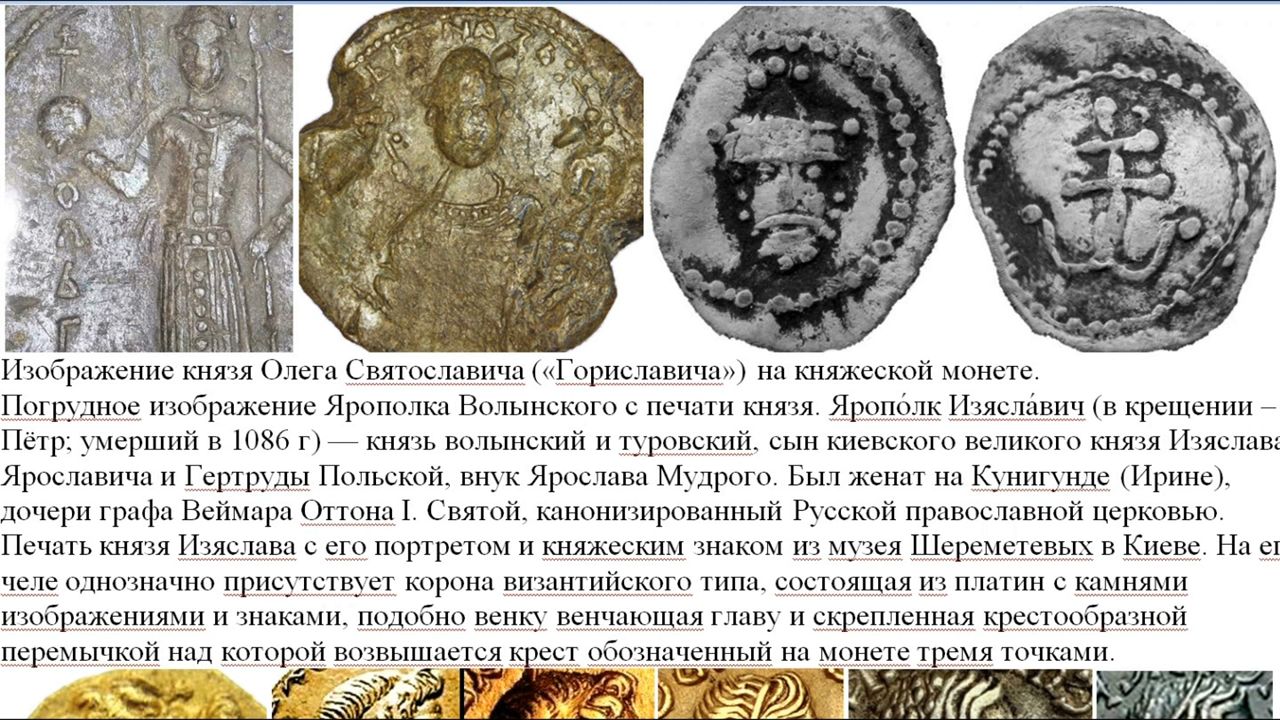 Изображение князя Олега Святославича («Гориславича») на княжеской монете.
Погрудное изображение Ярополка Волынского с печати князя. Яропо́лк Изясла́вич (в крещении –
Пётр; умерший в 1086 г) — князь волынский и туровский, сын киевского великого князя Изяслава
Ярославича и Гертруды Польской, внук Ярослава Мудрого. Был женат на Кунигунде (Ирине),
дочери графа Веймара Оттона I. Святой, канонизированный Русской православной церковью.
Печать князя Изяслава с его портретом и княжеским знаком из музея Шереметевых в Киеве. На
челе однозначно присутствует корона византийского типа, состоящая из платин с камнями
изображениями и знаками, подобно венку венчающая главу и скрепленная крестообразной
перемычкой над которой возвышается крест обозначенный на монете тремя точками.